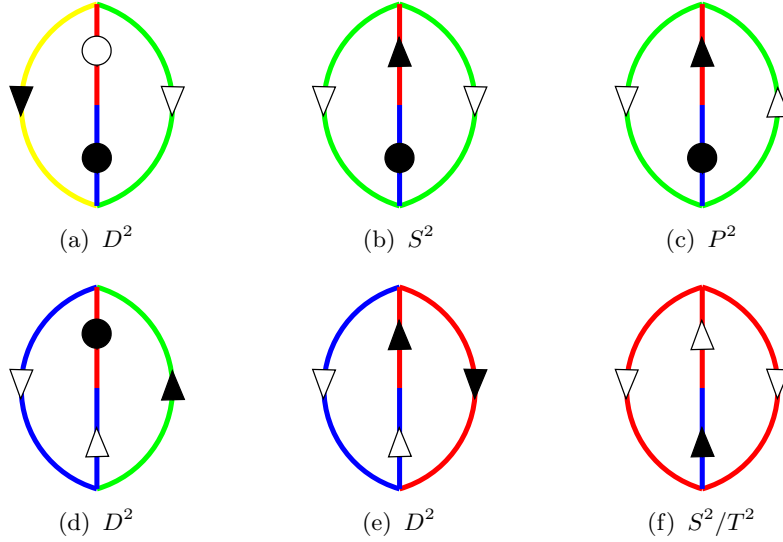 (a) D²
(b) S²
(c) P²
(d) D²
(e) D²
(f) S²/T²